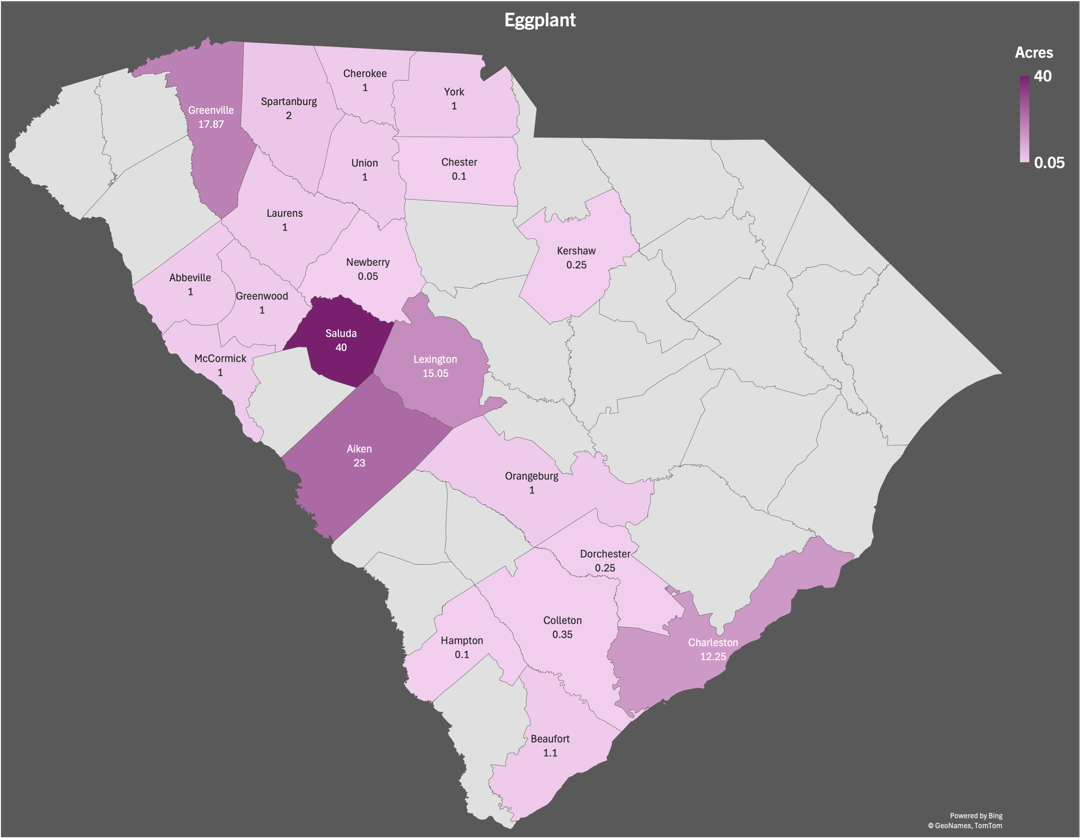 Eggplant
Acres
40
0.05
Cherokee
1
York
1
Spartanburg
2
Greenville
17.87
Union
1
Chester
0.1
Laurens
1
Kershaw
0.25
Newberry
0.05
Abbeville
1
Greenwood
1
Saluda
40
McCormick
1
Lexington
15.05
Aiken
23
Orangeburg
1
Dorchester
0.25
Colleton
0.35
Hampton
0.1
Charleston
12.25
Beaufort
1.1
Powered by Bing
© GeoNames, TomTom